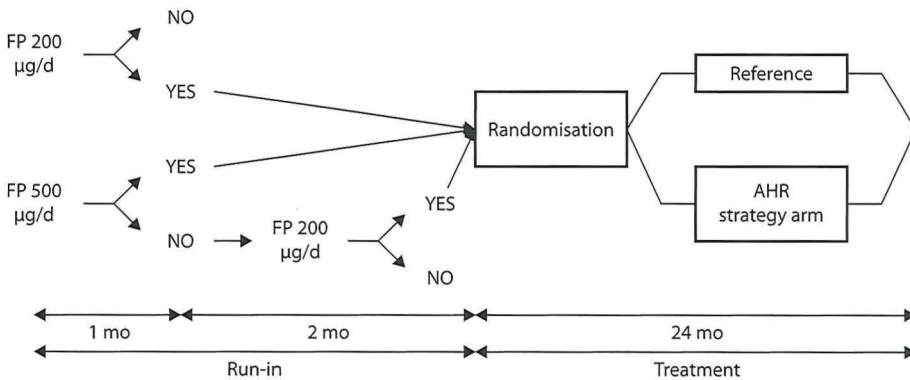 NO
FP 200
µg/d
YES
Randomisation
Reference
YES
FP 500
µg/d
NO
FP 200
µg/d
YES
NO
AHR
strategy arm
1 mo
2 mo
24 mo
Run-in
Treatment